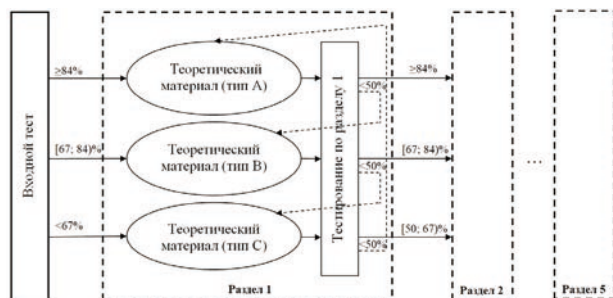 Входной тест
≥84%
Теоретический
материал (тип А)
≥84%
<50%
[67; 84)%
Теоретический
материал (тип В)
[67; 84)%
<50%
<67%
Теоретический
материал (тип С)
[50; 67)%
<50%
Тестирование по разделу 1
...
Раздел 1
Раздел 2
Раздел 5